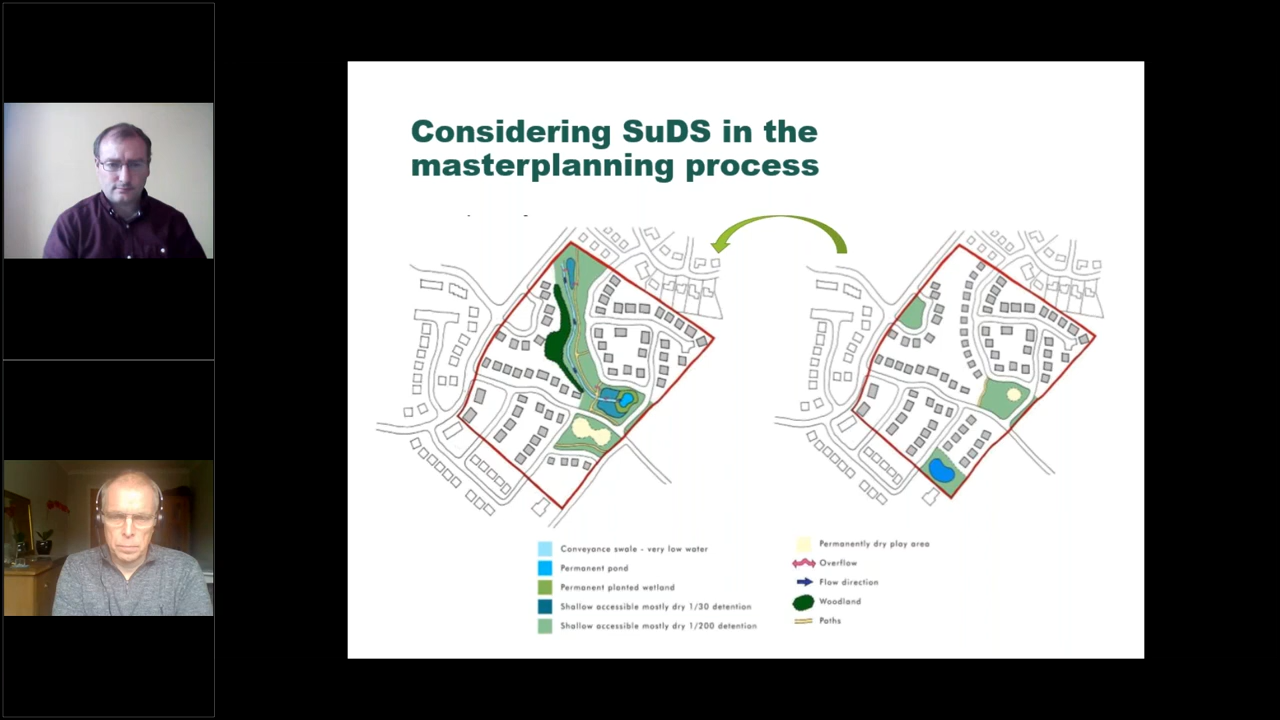 Considering SuDS in the
masterplanning process
Conveyance swale - very low water
Permanent pond
Permanent planted wetland
Shallow accessible mostly dry 1/30 detention
Shallow accessible mostly dry 1/200 detention
Permanently dry play area
Overflow
Flow direction
Woodland
Paths